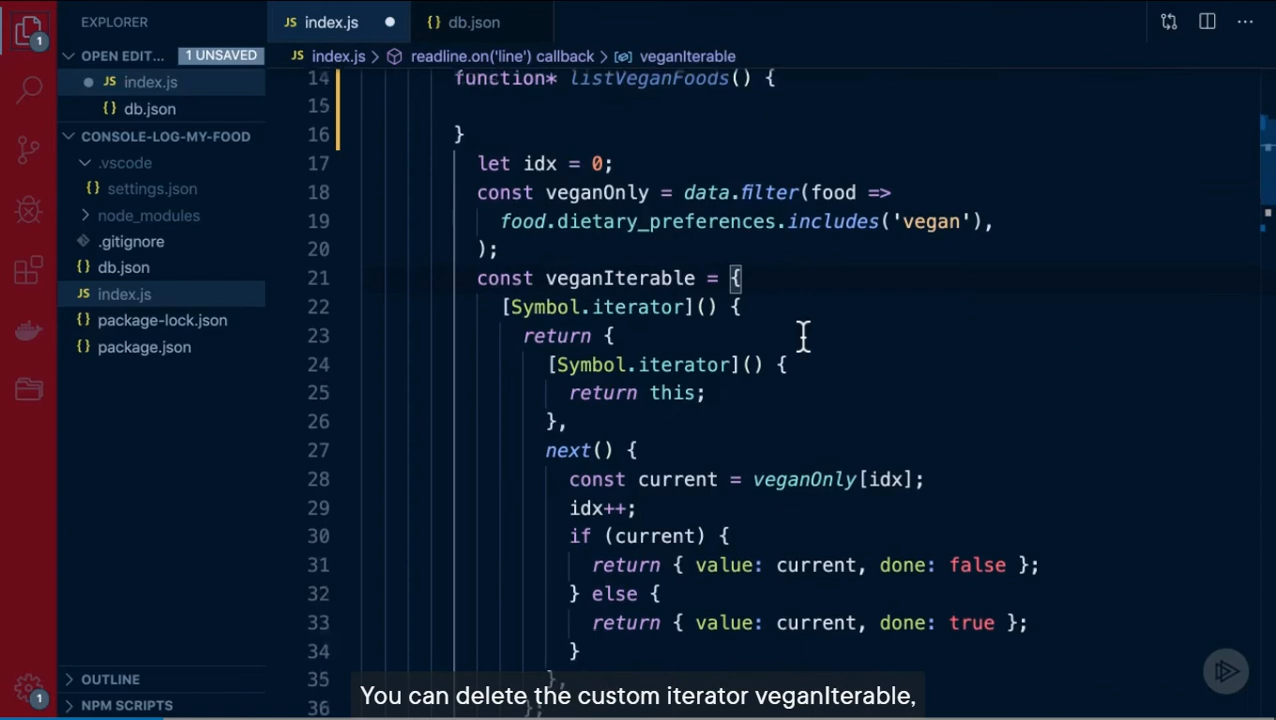 EXPLORER
JS index.js
{} db.json
1
OPEN EDIT...
1 UNSAVED
JS index.js > readline.on('line') callback > veganIterable
JS index.js
{} db.json
CONSOLE-LOG-MY-FOOD
.vscode
{} settings.json
node_modules
.gitignore
{} db.json
JS index.js
{} package-lock.json
{} package.json
OUTLINE
NPM SCRIPTS
1
14 function* listVeganFoods() {
15
16 }
17 let idx = 0;
18 const veganOnly = data.filter(food =>
19 food.dietary_preferences.includes('vegan'),
20 );
21 const veganIterable = {
22 [Symbol.iterator]() {
23 return {
24 [Symbol.iterator]() {
25 return this;
26 },
27 next() {
28 const current = veganOnly[idx];
29 idx++;
30 if (current) {
31 return { value: current, done: false };
32 } else {
33 return { value: current, done: true };
34 }
35 },
36 };
You can delete the custom iterator veganIterable,